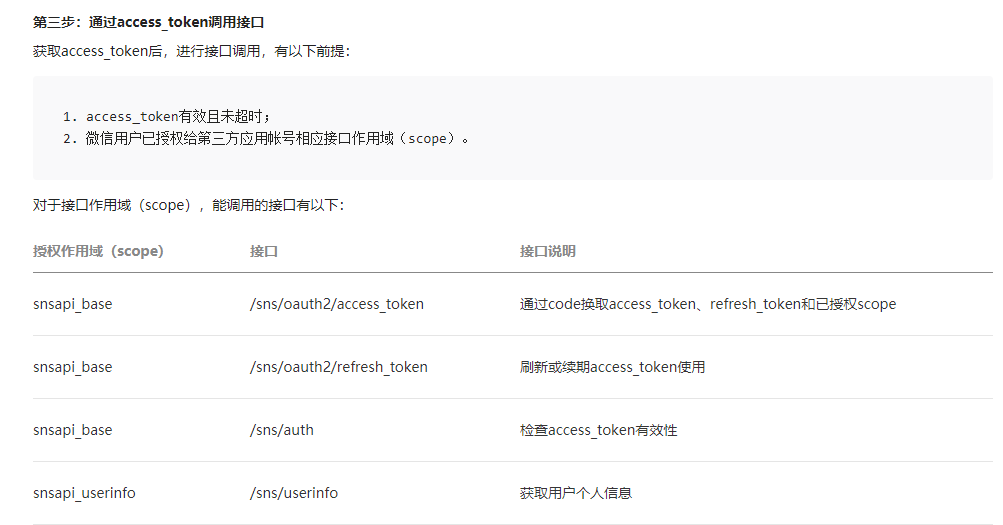 第三步：通过access_token调用接口
获取access_token后，进行接口调用，有以下前提：
1. access_token有效且未超时；
2. 微信用户已授权给第三方应用帐号相应接口作用域（scope）。
对于接口作用域（scope），能调用的接口有以下：
授权作用域（scope） 接口 接口说明
snsapi_base /sns/oauth2/access_token 通过code换取access_token、refresh_token和已授权scope
snsapi_base /sns/oauth2/refresh_token 刷新或续期access_token使用
snsapi_base /sns/auth 检查access_token有效性
snsapi_userinfo /sns/userinfo 获取用户个人信息